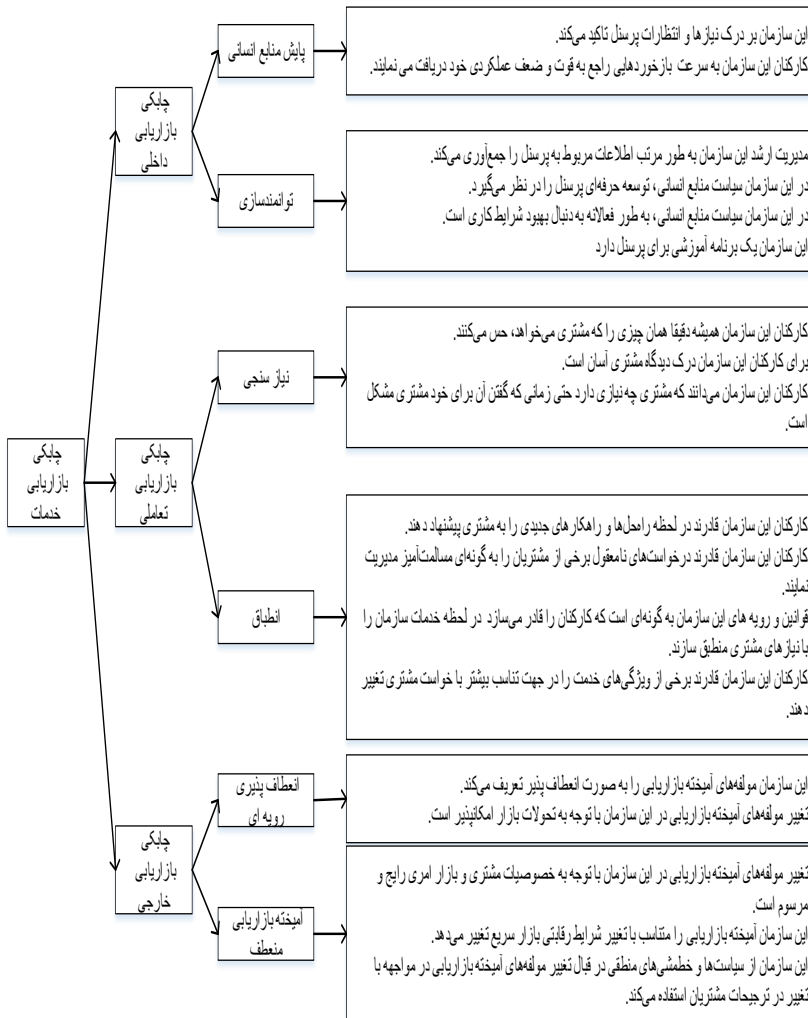 چابکی
بازاریابی
خدمات
چابکی
بازاریابی
داخلی
پایش منابع انسانی
این سازمان بر درک نیازها و انتظارات پرسنل تاکید می‌کند.
کارکنان این سازمان به سرعت بازخوردهایی راجع به قوت و ضعف عملکردی خود دریافت می نمایند.
توانمندسازی
مدیریت ارشد این سازمان به طور مرتب اطلاعات مربوط به پرسنل را جمع‌آوری می‌کند.
در این سازمان سیاست منابع انسانی، توسعه حرفه‌ای پرسنل را در نظر می‌گیرد.
در این سازمان سیاست منابع انسانی، به طور فعالانه به دنبال بهبود شرایط کاری است.
این سازمان یک برنامه آموزشی برای پرسنل دارد
چابکی
بازاریابی
تعاملی
نیاز سنجی
کارکنان این سازمان همیشه دقیقا همان چیزی را که مشتری می‌خواهد، حس می‌کنند.
برای کارکنان این سازمان درک دیدگاه مشتری آسان است.
کارکنان این سازمان می‌دانند که مشتری چه نیازی دارد حتی زمانی که گفتن آن برای خود مشتری مشکل
است.
انطباق
کارکنان این سازمان قادرند در لحظه راه‌حل‌ها و راهکارهای جدیدی را به مشتری پیشنهاد دهند.
کارکنان این سازمان قادرند درخواست‌های نامعقول برخی از مشتریان را به گونه‌ای مسالمت‌آمیز مدیریت
نمایند.
قوانین و رویه های این سازمان به گونه‌ای است که کارکنان را قادر می‌سازد در لحظه خدمات سازمان را
با نیازهای مشتری منطبق سازند.
کارکنان این سازمان قادرند برخی از ویژگی‌های خدمت را در جهت تناسب بیشتر با خواست مشتری تغییر
دهند.
چابکی
بازاریابی
خارجی
انعطاف پذیری
رویه ای
این سازمان مولفه‌های آمیخته بازاریابی را به صورت انعطاف پذیر تعریف می‌کند.
تغییر مولفه‌های آمیخته بازاریابی در این سازمان با توجه به تحولات بازار امکانپذیر است.
آمیخته بازاریابی
منعطف
تغییر مولفه‌های آمیخته بازاریابی در این سازمان با توجه به خصوصیات مشتری و بازار امری رایج و
مرسوم است.
این سازمان آمیخته بازاریابی را متناسب با تغییر شرایط رقابتی بازار سریع تغییر می‌دهد.
این سازمان از سیاست‌ها و خطمشی‌های منطقی در قبال تغییر مولفه‌های آمیخته بازاریابی در مواجهه با
تغییر در ترجیحات مشتریان استفاده می‌کند.